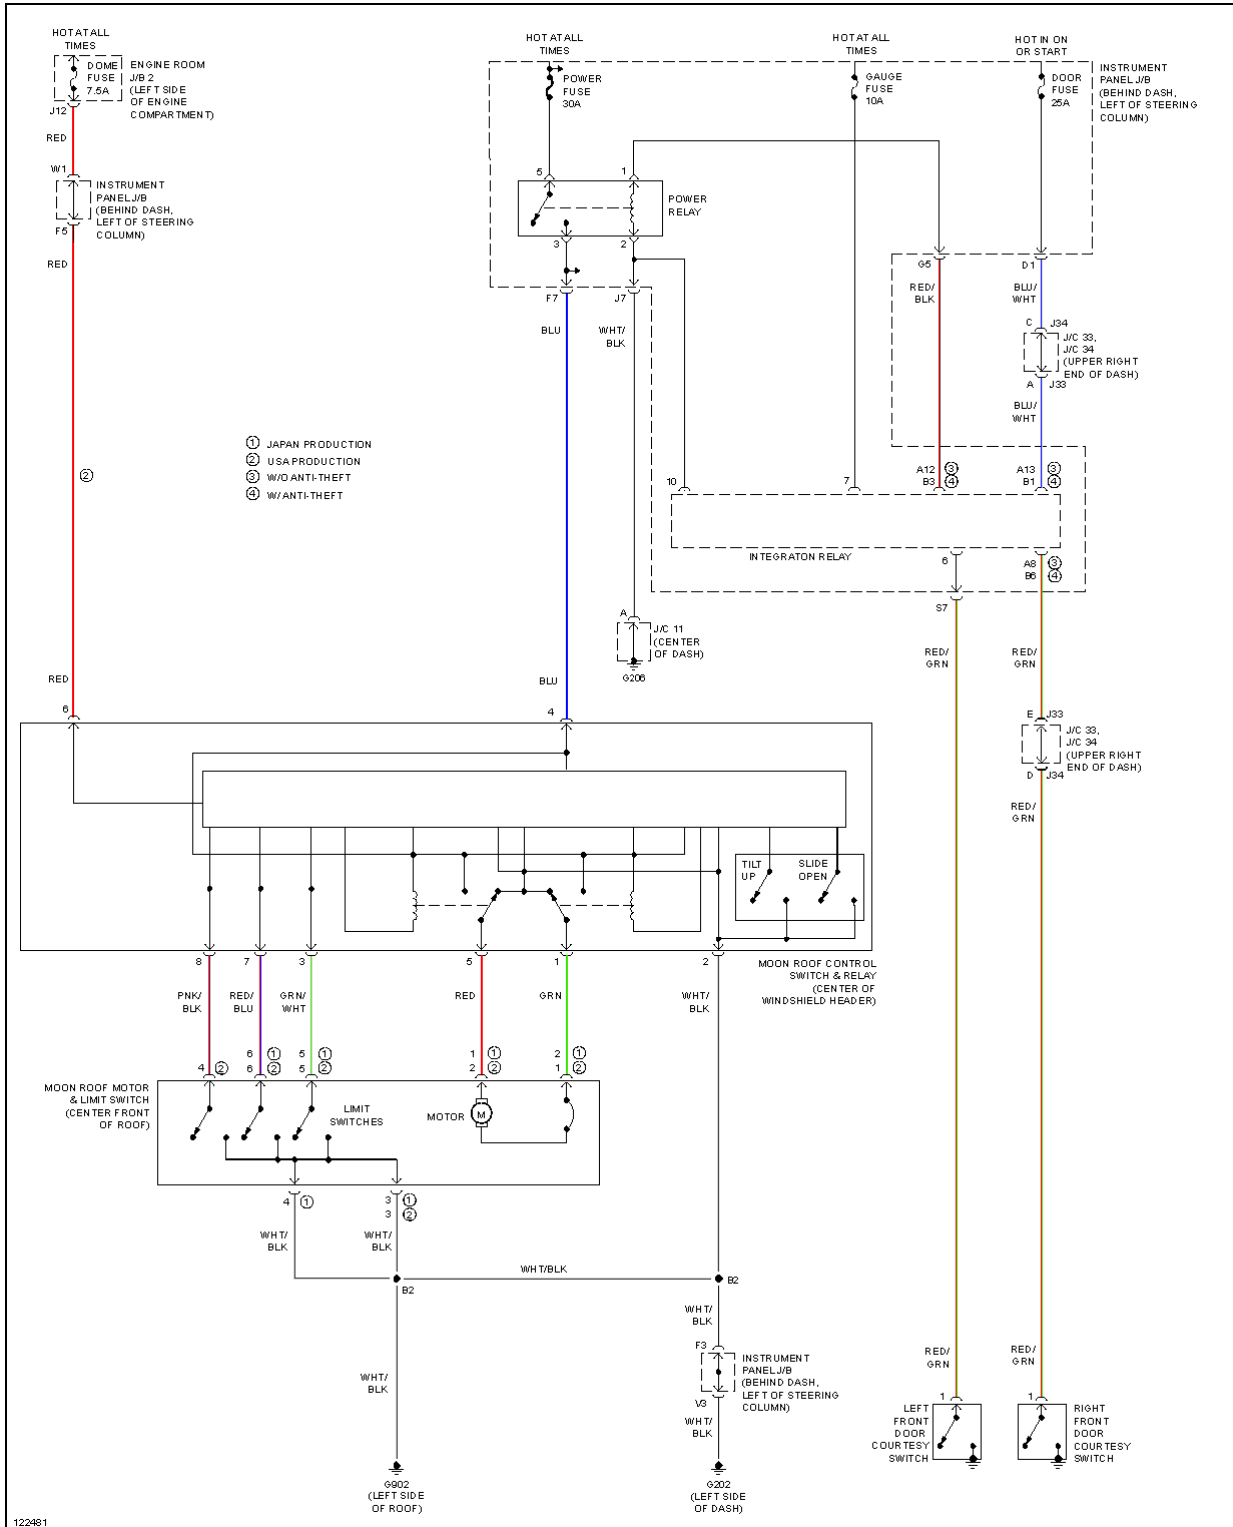 HOT AT ALL
TIMES
DOME
FUSE
7.5A
ENGINE ROOM
J/B 2
(LEFT SIDE
OF ENGINE
COMPARTMENT)
J12
RED
W1
INSTRUMENT
PANEL J/B
(BEHIND DASH,
LEFT OF STEERING
COLUMN)
F5
RED
2
RED
6
HOT AT ALL
TIMES
POWER
FUSE
30A
HOT AT ALL
TIMES
GAUGE
FUSE
10A
HOT IN ON
OR START
DOOR
FUSE
25A
INSTRUMENT
PANEL J/B
(BEHIND DASH,
LEFT OF STEERING
COLUMN)
5
1
POWER
RELAY
3
2
F7
J7
BLU
WHT/
BLK
G5
D1
RED/
BLK
BLU/
WHT
C
J34
J/C 33,
J/C 34
(UPPER RIGHT
END OF DASH)
A
J33
BLU/
WHT
1 JAPAN PRODUCTION
2 USA PRODUCTION
3 W/O ANTI-THEFT
4 W/ ANTI-THEFT
10
7
A12 3
B3 4
A13 3
B1 4
INTEGRATON RELAY
6
A8 3
B6 4
S7
A
J/C 11
(CENTER
OF DASH)
G206
RED/
GRN
RED/
GRN
BLU
4
E
J33
J/C 33,
J/C 34
(UPPER RIGHT
END OF DASH)
D
J34
RED/
GRN
TILT
UP
SLIDE
OPEN
8
7
3
5
1
2
MOON ROOF CONTROL
SWITCH & RELAY
(CENTER OF
WINDSHIELD HEADER)
PNK/
BLK
RED/
BLU
GRN/
WHT
RED
GRN
WHT/
BLK
4 2
6 1
6 2
5 1
5 2
1 1
2 2
2 1
1 2
MOON ROOF MOTOR
& LIMIT SWITCH
(CENTER FRONT
OF ROOF)
LIMIT
SWITCHES
MOTOR
M
4 1
3 1
3 2
WHT/
BLK
WHT/
BLK
WHT/BLK
B2
B2
WHT/
BLK
F3
INSTRUMENT
PANEL J/B
(BEHIND DASH,
LEFT OF STEERING
COLUMN)
V3
WHT/
BLK
WHT/
BLK
RED/
GRN
RED/
GRN
1
1
LEFT
FRONT
DOOR
COURTESY
SWITCH
RIGHT
FRONT
DOOR
COURTESY
SWITCH
G902
(LEFT SIDE
OF ROOF)
G202
(LEFT SIDE
OF DASH)
122481